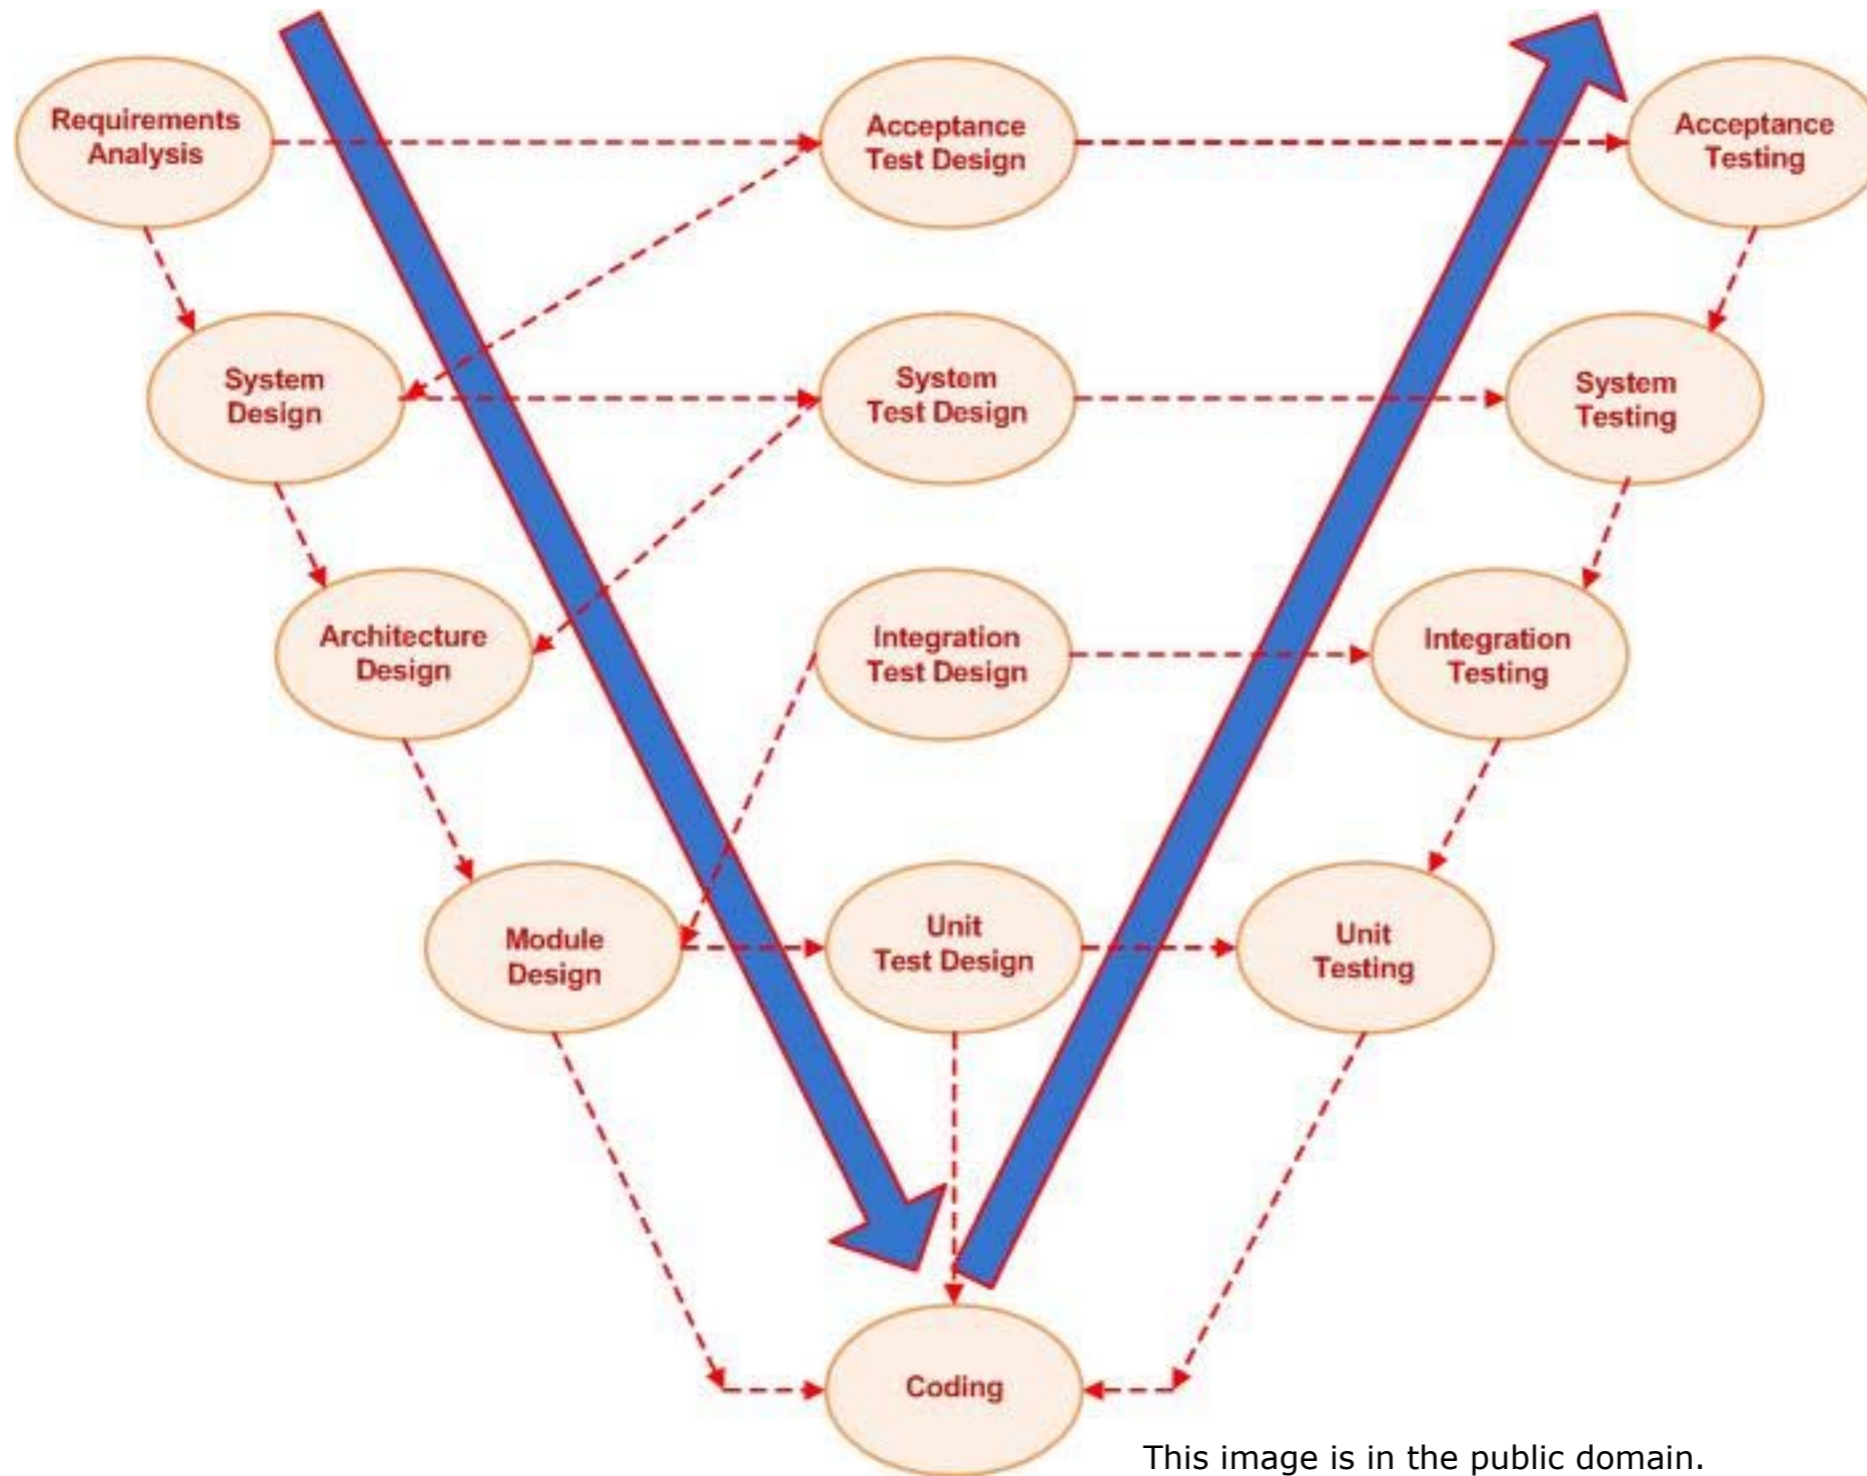 Requirements
Analysis
Acceptance
Test Design
Acceptance
Testing
System
Design
System
Test Design
System
Testing
Architecture
Design
Integration
Test Design
Integration
Testing
Module
Design
Unit
Test Design
Unit
Testing
Coding
This image is in the public domain.